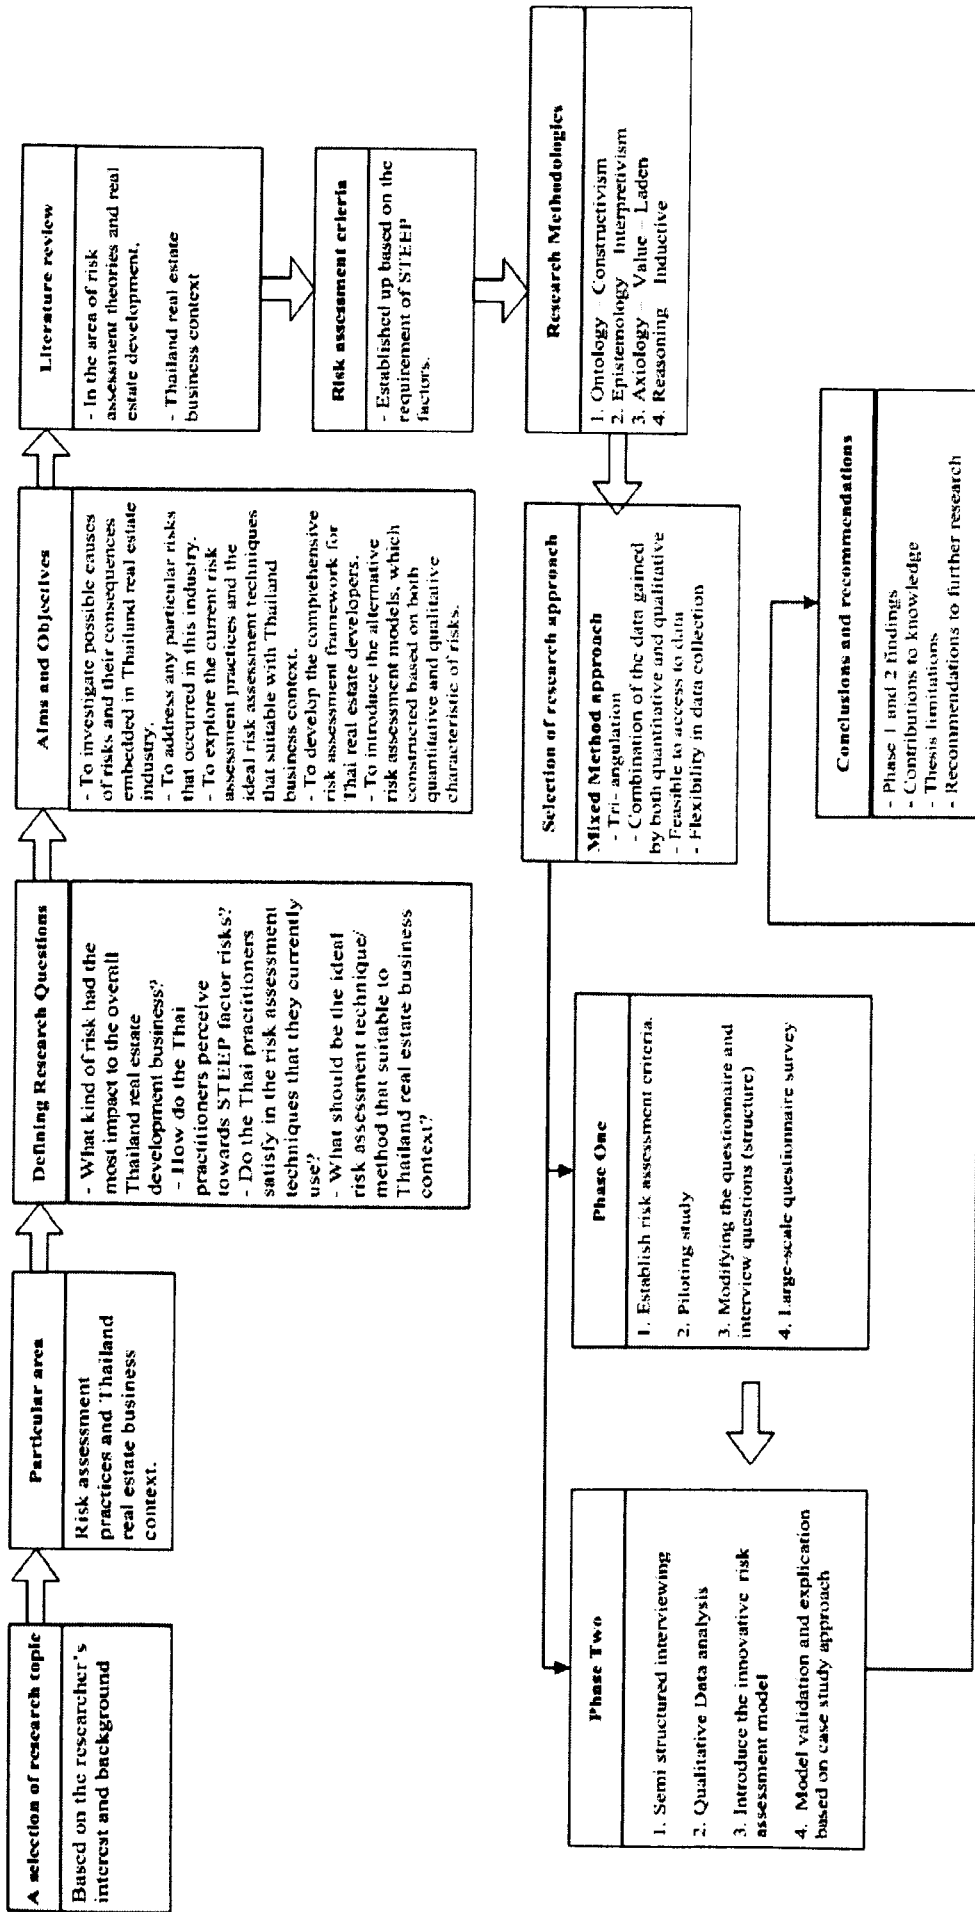 A selection of research topic
Based on the researcher's
interest and background
Particular area
Risk assessment
practices and Thailand
real estate business
context.
Defining Research Questions
- What kind of risk had the
most impact to the overall
Thailand real estate
development business?
- How do the Thai
practitioners perceive
towards STEEP factor risks?
- Do the Thai practitioners
satisfy in the risk assessment
techniques that they currently
use?
- What should be the ideal
risk assessment technique/
method that suitable to
Thailand real estate business
context?
Aims and Objectives
- To investigate possible causes
of risks and their consequences
embedded in Thailand real estate
industry.
- To address any particular risks
that occurred in this industry.
- To explore the current risk
assessment practices and the
ideal risk assessment techniques
that suitable with Thailand
business context.
- To develop the comprehensive
risk assessment framework for
Thai real estate developers.
- To introduce the alternative
risk assessment models, which
constructed based on both
quantitative and qualitative
characteristic of risks.
Literature review
- In the area of risk
assessment theories and real
estate development.
- Thailand real estate
business context
Risk assessment crieria
- Established up based on the
requirement of STEEP
factors.
Research Methodologies
1. Ontology – Constructivism
2. Epistemology Interpretivism
3. Axiology – Value – Laden
4. Reasoning Inductive
Selection of research approach
Mixed Method approach
- Tri- angulation
- Combination of the data gained
by both quantitative and qualitative
- Feasible to access to data
- Flexibility in data collection
Phase One
1. Establish risk assessment criteria.
2. Piloting study
3. Modifying the questionnaire and
interview questions (structure)
4. Large-scale questionnaire survey
Phase Two
1. Semi structured interviewing
2. Qualitative Data analysis
3. Introduce the innovative risk
assessment model
4. Model validation and explication
based on case study approach
Conclusions and recommendations
- Phase 1 and 2 findings
- Contributions to knowledge
- Thesis limitations
- Recommendations to further research